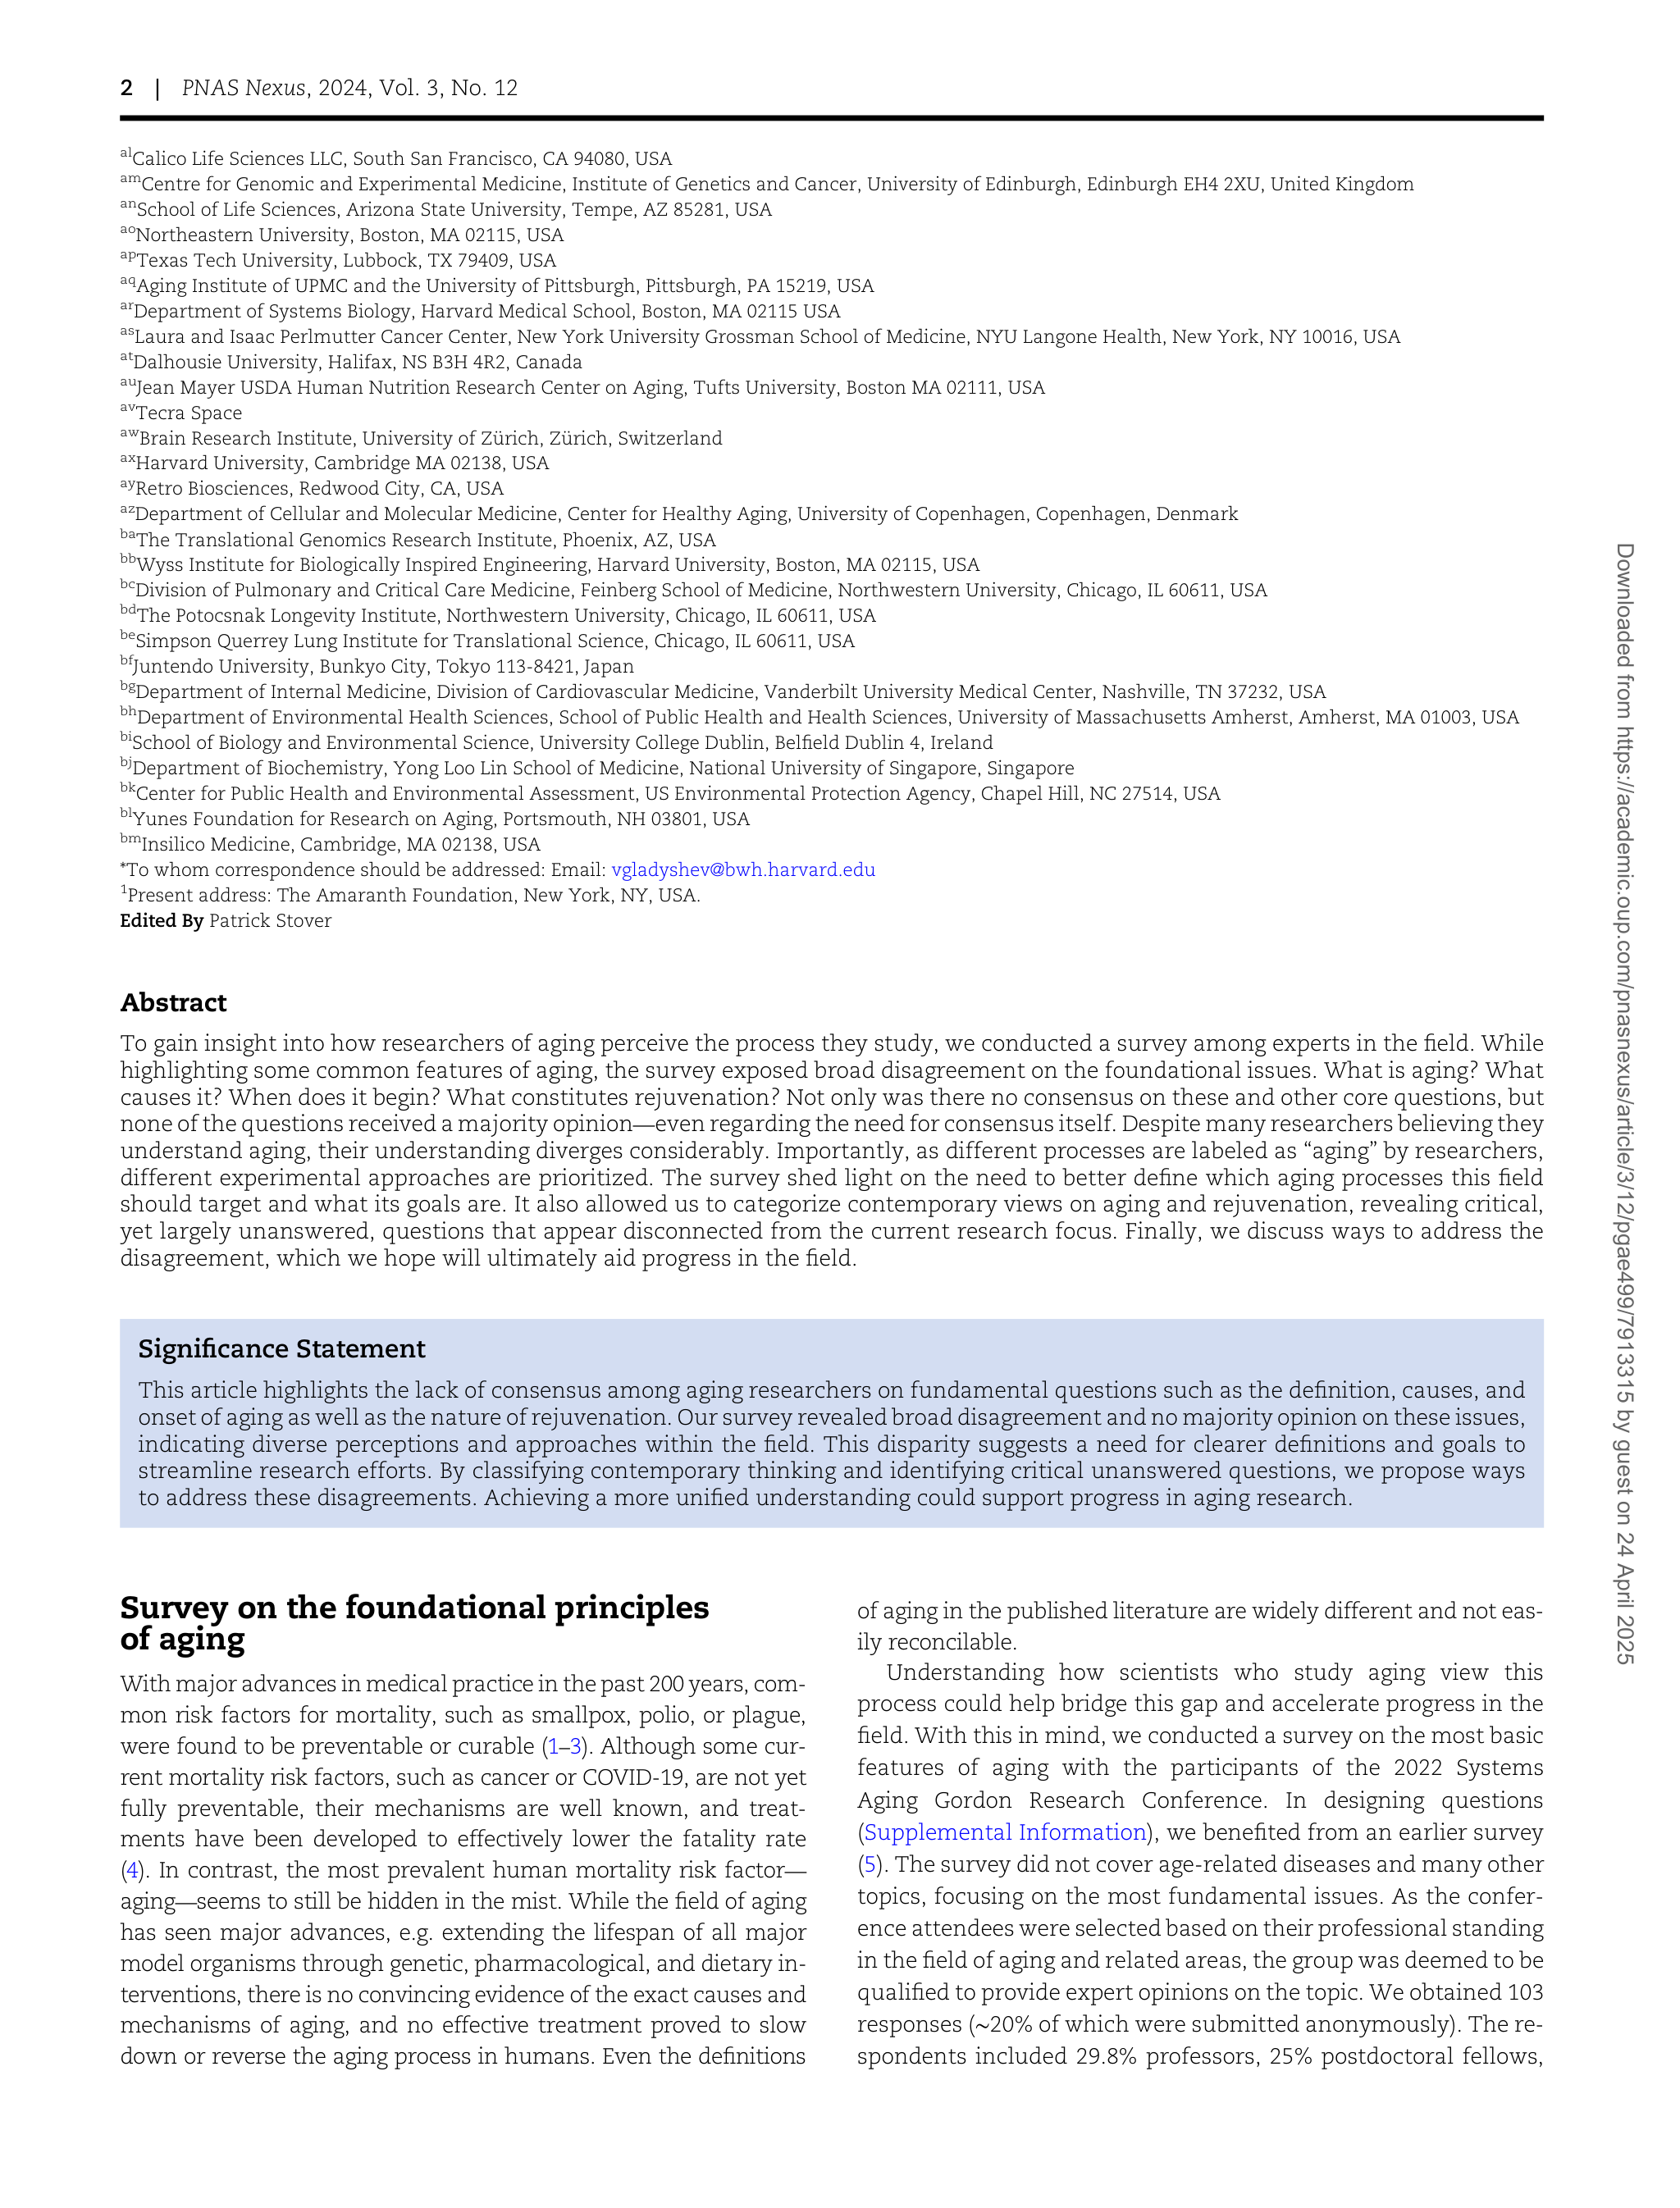 2 | PNAS Nexus, 2024, Vol. 3, No. 12
alCalico Life Sciences LLC, South San Francisco, CA 94080, USA
amCentre for Genomic and Experimental Medicine, Institute of Genetics and Cancer, University of Edinburgh, Edinburgh EH4 2XU, United Kingdom
anSchool of Life Sciences, Arizona State University, Tempe, AZ 85281, USA
aoNortheastern University, Boston, MA 02115, USA
apTexas Tech University, Lubbock, TX 79409, USA
aqAging Institute of UPMC and the University of Pittsburgh, Pittsburgh, PA 15219, USA
arDepartment of Systems Biology, Harvard Medical School, Boston, MA 02115 USA
asLaura and Isaac Perlmutter Cancer Center, New York University Grossman School of Medicine, NYU Langone Health, New York, NY 10016, USA
atDalhousie University, Halifax, NS B3H 4R2, Canada
auJean Mayer USDA Human Nutrition Research Center on Aging, Tufts University, Boston MA 02111, USA
avTecra Space
awBrain Research Institute, University of Zürich, Zürich, Switzerland
axHarvard University, Cambridge MA 02138, USA
ayRetro Biosciences, Redwood City, CA, USA
azDepartment of Cellular and Molecular Medicine, Center for Healthy Aging, University of Copenhagen, Copenhagen, Denmark
baThe Translational Genomics Research Institute, Phoenix, AZ, USA
bbWyss Institute for Biologically Inspired Engineering, Harvard University, Boston, MA 02115, USA
bcDivision of Pulmonary and Critical Care Medicine, Feinberg School of Medicine, Northwestern University, Chicago, IL 60611, USA
bdThe Potocsnak Longevity Institute, Northwestern University, Chicago, IL 60611, USA
beSimpson Querrey Lung Institute for Translational Science, Chicago, IL 60611, USA
bfJuntendo University, Bunkyo City, Tokyo 113-8421, Japan
bgDepartment of Internal Medicine, Division of Cardiovascular Medicine, Vanderbilt University Medical Center, Nashville, TN 37232, USA
bhDepartment of Environmental Health Sciences, School of Public Health and Health Sciences, University of Massachusetts Amherst, Amherst, MA 01003, USA
biSchool of Biology and Environmental Science, University College Dublin, Belfield Dublin 4, Ireland
bjDepartment of Biochemistry, Yong Loo Lin School of Medicine, National University of Singapore, Singapore
bkCenter for Public Health and Environmental Assessment, US Environmental Protection Agency, Chapel Hill, NC 27514, USA
blYunes Foundation for Research on Aging, Portsmouth, NH 03801, USA
bmInsilico Medicine, Cambridge, MA 02138, USA
*To whom correspondence should be addressed: Email: vgladyshev@bwh.harvard.edu
1Present address: The Amaranth Foundation, New York, NY, USA.
Edited By Patrick Stover
Abstract
To gain insight into how researchers of aging perceive the process they study, we conducted a survey among experts in the field. While
highlighting some common features of aging, the survey exposed broad disagreement on the foundational issues. What is aging? What
causes it? When does it begin? What constitutes rejuvenation? Not only was there no consensus on these and other core questions, but
none of the questions received a majority opinion—even regarding the need for consensus itself. Despite many researchers believing they
understand aging, their understanding diverges considerably. Importantly, as different processes are labeled as “aging” by researchers,
different experimental approaches are prioritized. The survey shed light on the need to better define which aging processes this field
should target and what its goals are. It also allowed us to categorize contemporary views on aging and rejuvenation, revealing critical,
yet largely unanswered, questions that appear disconnected from the current research focus. Finally, we discuss ways to address the
disagreement, which we hope will ultimately aid progress in the field.
Significance Statement
This article highlights the lack of consensus among aging researchers on fundamental questions such as the definition, causes, and
onset of aging as well as the nature of rejuvenation. Our survey revealed broad disagreement and no majority opinion on these issues,
indicating diverse perceptions and approaches within the field. This disparity suggests a need for clearer definitions and goals to
streamline research efforts. By classifying contemporary thinking and identifying critical unanswered questions, we propose ways
to address these disagreements. Achieving a more unified understanding could support progress in aging research.
Survey on the foundational principles
of aging
With major advances in medical practice in the past 200 years, com-
mon risk factors for mortality, such as smallpox, polio, or plague,
were found to be preventable or curable (1–3). Although some cur-
rent mortality risk factors, such as cancer or COVID-19, are not yet
fully preventable, their mechanisms are well known, and treat-
ments have been developed to effectively lower the fatality rate
(4). In contrast, the most prevalent human mortality risk factor—
aging—seems to still be hidden in the mist. While the field of aging
has seen major advances, e.g. extending the lifespan of all major
model organisms through genetic, pharmacological, and dietary in-
terventions, there is no convincing evidence of the exact causes and
mechanisms of aging, and no effective treatment proved to slow
down or reverse the aging process in humans. Even the definitions
of aging in the published literature are widely different and not eas-
ily reconcilable.
Understanding how scientists who study aging view this
process could help bridge this gap and accelerate progress in the
field. With this in mind, we conducted a survey on the most basic
features of aging with the participants of the 2022 Systems
Aging Gordon Research Conference. In designing questions
(Supplemental Information), we benefited from an earlier survey
(5). The survey did not cover age-related diseases and many other
topics, focusing on the most fundamental issues. As the confer-
ence attendees were selected based on their professional standing
in the field of aging and related areas, the group was deemed to be
qualified to provide expert opinions on the topic. We obtained 103
responses (~20% of which were submitted anonymously). The re-
spondents included 29.8% professors, 25% postdoctoral fellows,
Downloaded from https://academic.oup.com/pnasnexus/article/3/12/pgae499/7913315 by guest on 24 April 2025